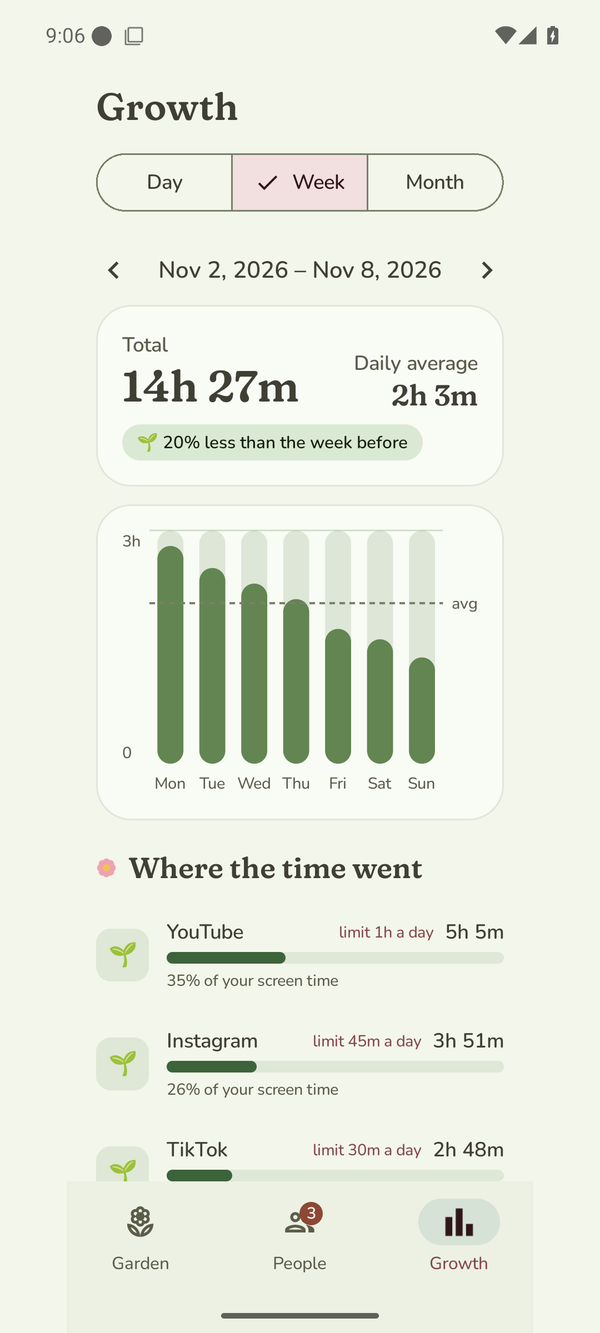 9:06
Growth
Day Week Month
Nov 2, 2026 – Nov 8, 2026
Total
14h 27m
Daily average
2h 3m
20% less than the week before
3h
avg
0
Mon Tue Wed Thu Fri Sat Sun
Where the time went
YouTube limit 1h a day 5h 5m
35% of your screen time
Instagram limit 45m a day 3h 51m
26% of your screen time
TikTok limit 30m a day 2h 48m
3
Garden People Growth